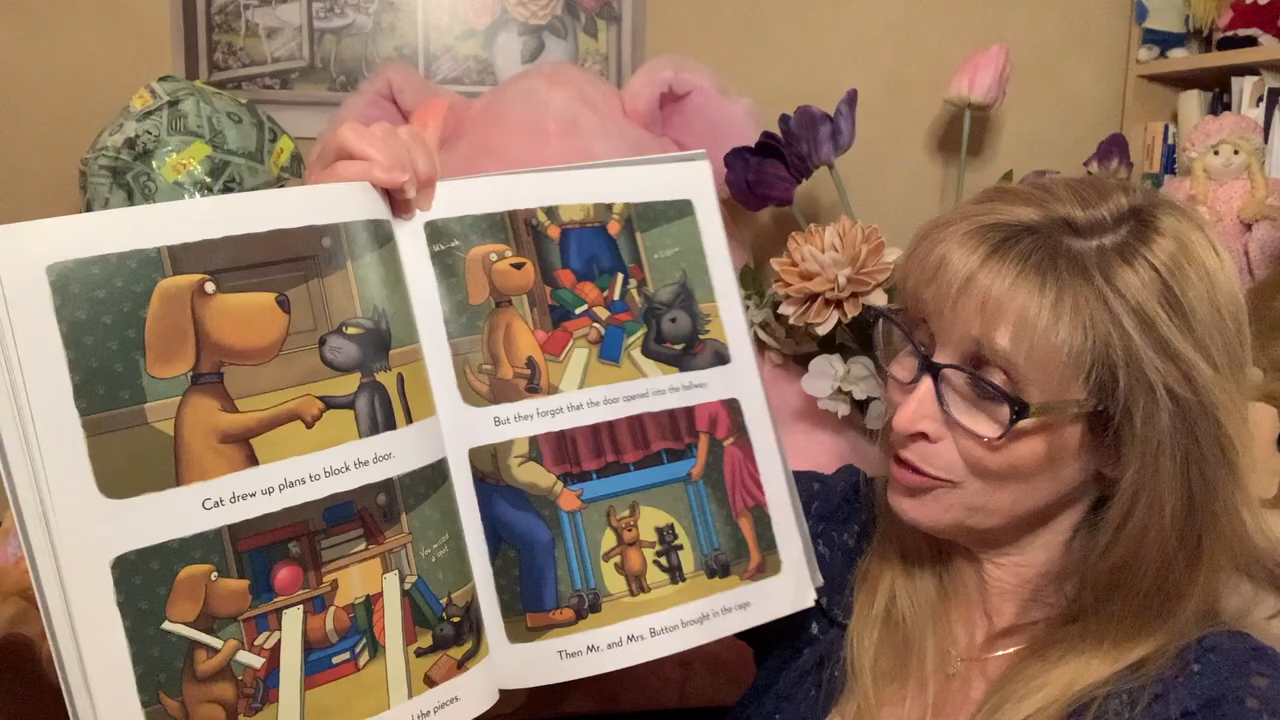 Cat drew up plans to block the door.
You missed
a spot.
the pieces.
Uh-oh
But they forgot that the door opened into the hallway.
Then Mr. and Mrs. Button brought in the cage.